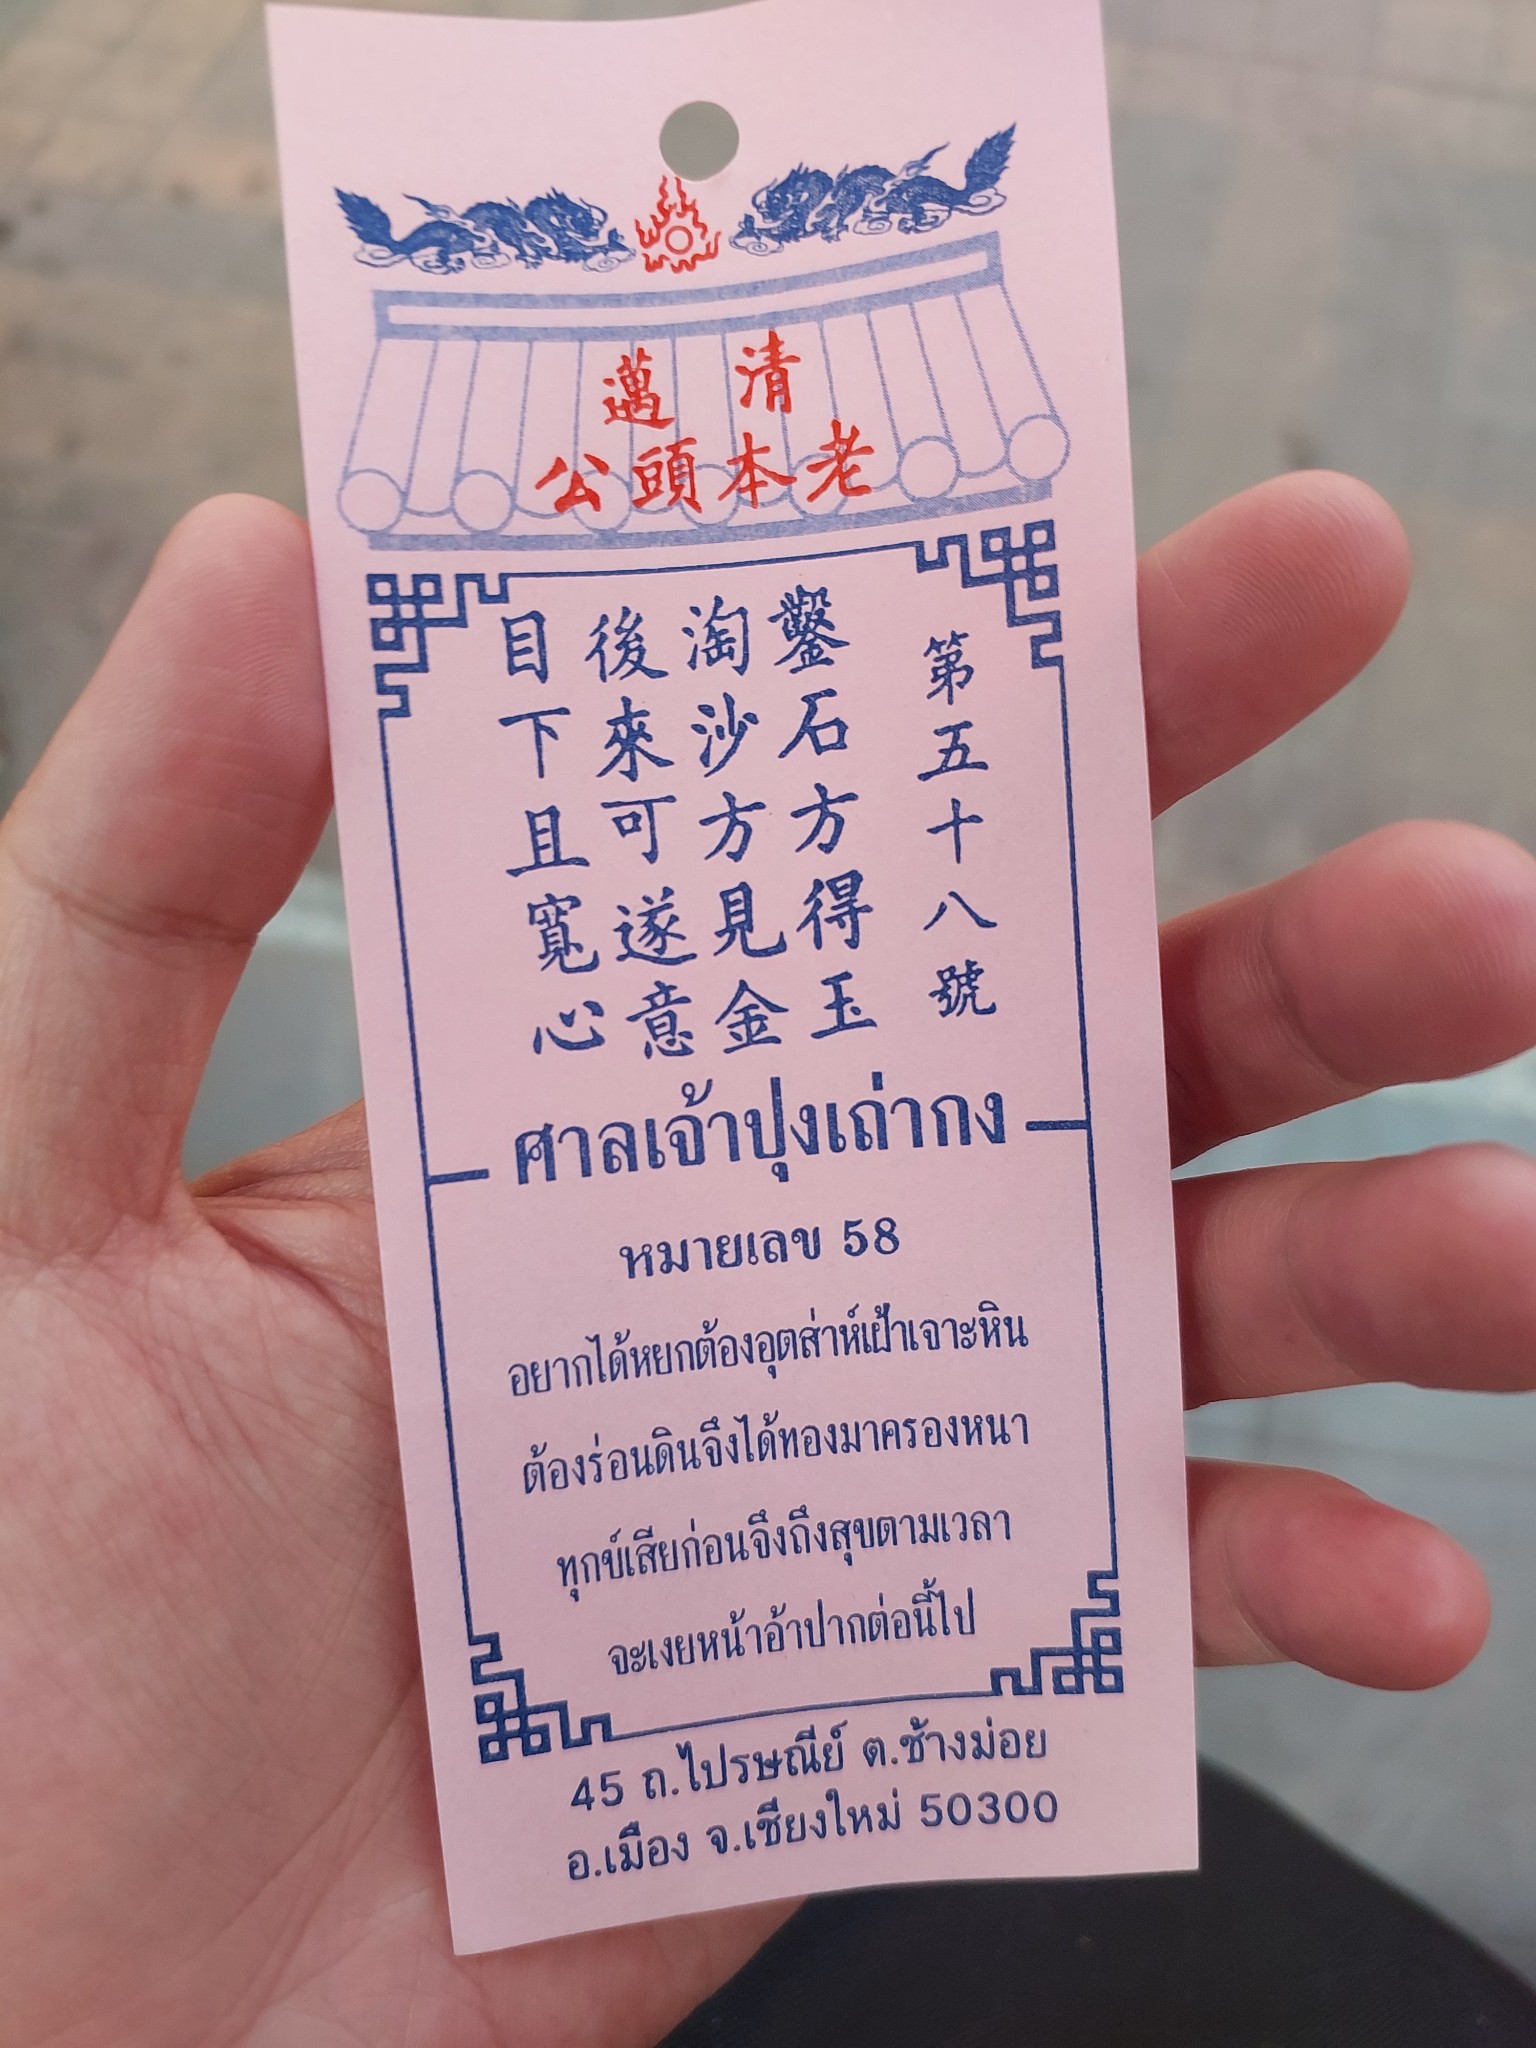 清邁
老本頭公
第五十八號
鑿石方得玉
淘沙方見金
後來可遂意
目下且寬心
ศาลเจ้าปุงเถ่ากง
หมายเลข 58
อยากได้หยกต้องอุตส่าห์เฝ้าเจาะหิน
ต้องร่อนดินจึงได้ทองมาครองหนา
ทุกข์เสียก่อนจึงถึงสุขตามเวลา
จะเงยหน้าอ้าปากต่อนี้ไป
45 ถ.ไปรษณีย์ ต.ช้างม่อย
อ.เมือง จ.เชียงใหม่ 50300